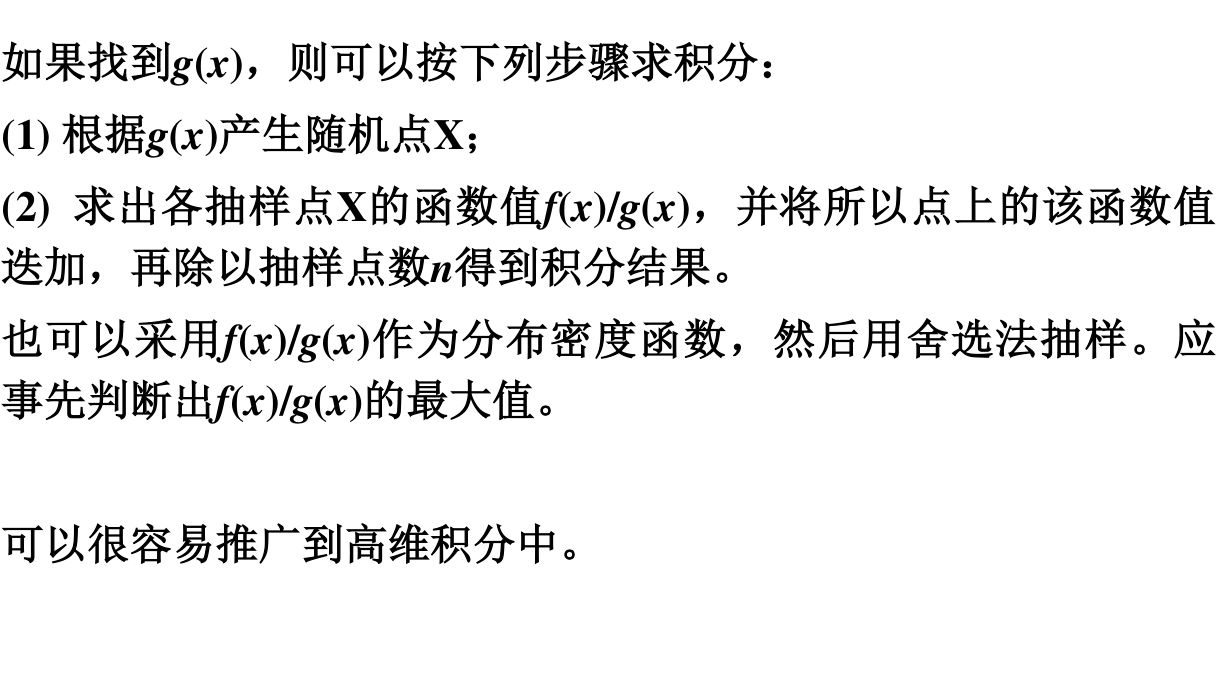 如果找到g(x)，则可以按下列步骤求积分：
(1) 根据g(x)产生随机点X；
(2) 求出各抽样点X的函数值f(x)/g(x)，并将所以点上的该函数值
迭加，再除以抽样点数n得到积分结果。
也可以采用f(x)/g(x)作为分布密度函数，然后用舍选法抽样。应
事先判断出f(x)/g(x)的最大值。
可以很容易推广到高维积分中。